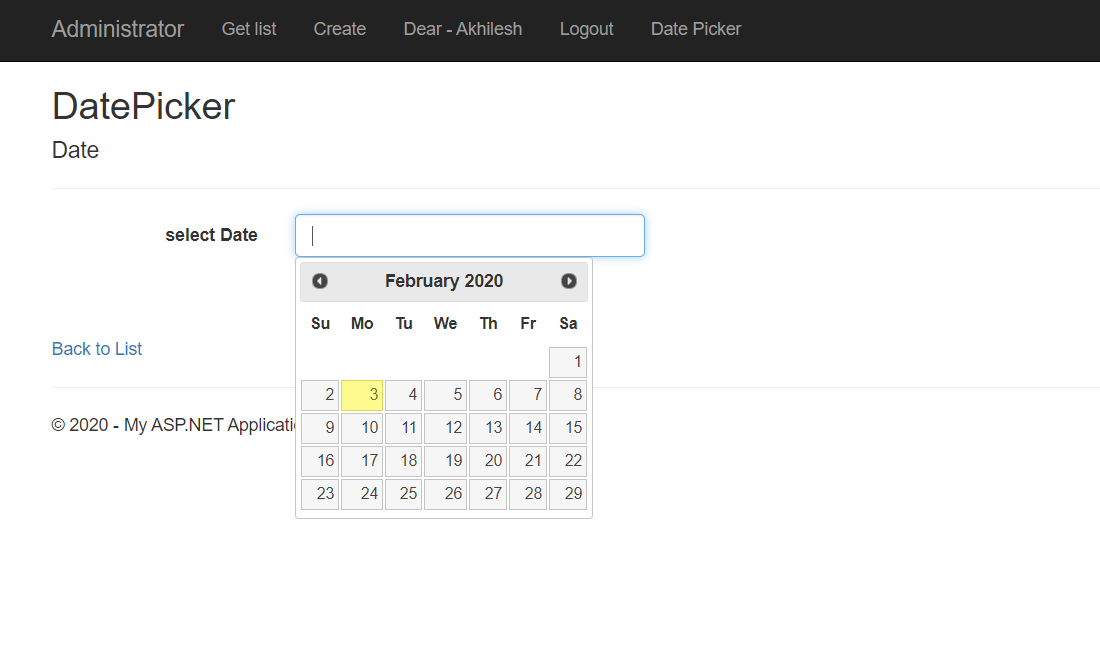 Administrator Get list Create Dear - Akhilesh Logout Date Picker
DatePicker
Date
select Date
February 2020
Su Mo Tu We Th Fr Sa
1
2 3 4 5 6 7 8
9 10 11 12 13 14 15
16 17 18 19 20 21 22
23 24 25 26 27 28 29
Back to List
© 2020 - My ASP.NET